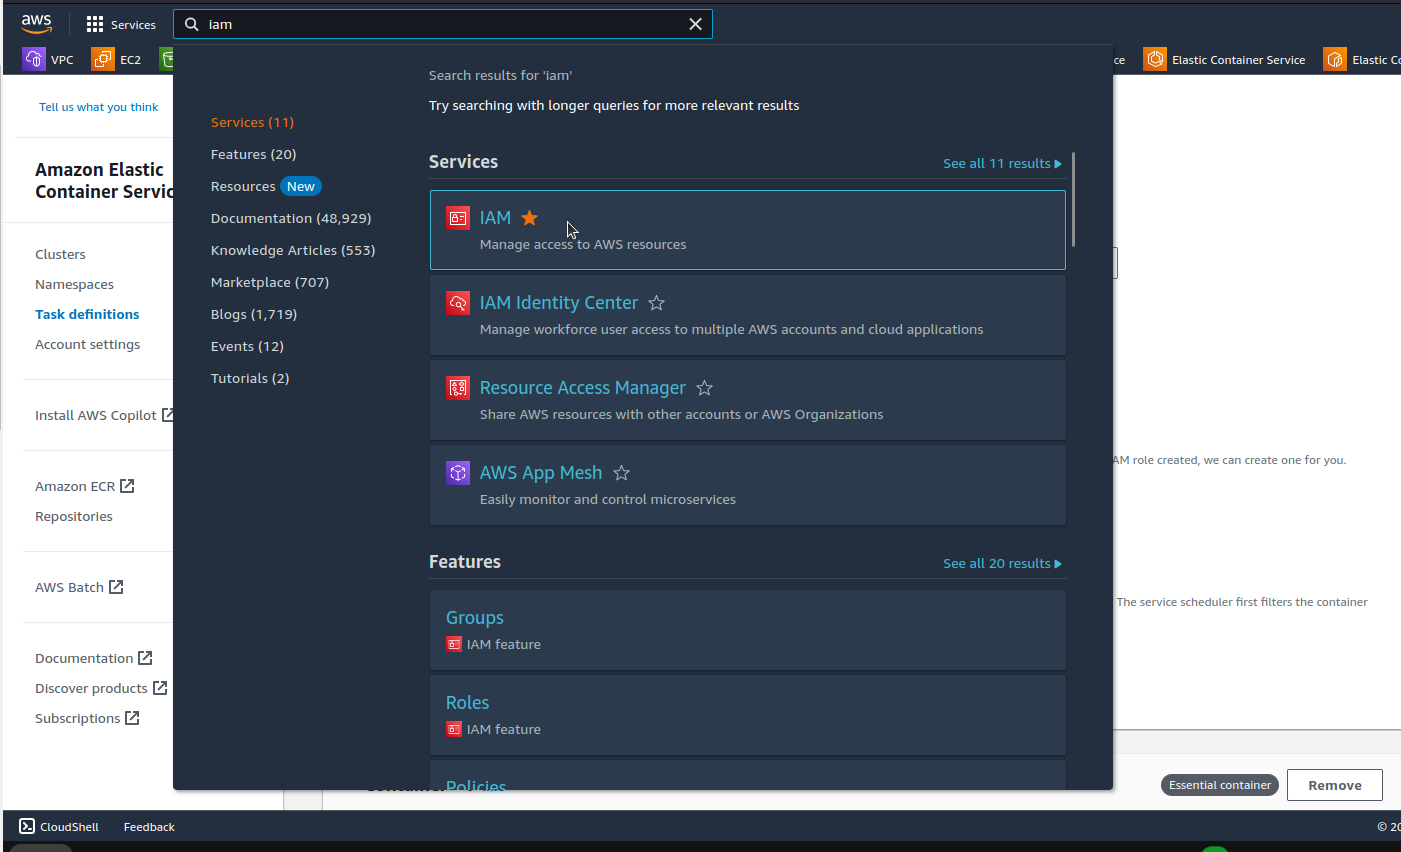 aws
Services
iam
VPC
EC2
ce
Elastic Container Service
Elastic Co
Tell us what you think
Amazon Elastic
Container Servic
Clusters
Namespaces
Task definitions
Account settings
Install AWS Copilot
Amazon ECR
Repositories
AWS Batch
Documentation
Discover products
Subscriptions
Services (11)
Features (20)
Resources New
Documentation (48,929)
Knowledge Articles (553)
Marketplace (707)
Blogs (1,719)
Events (12)
Tutorials (2)
Search results for 'iam'
Try searching with longer queries for more relevant results
Services
See all 11 results
IAM
Manage access to AWS resources
IAM Identity Center
Manage workforce user access to multiple AWS accounts and cloud applications
Resource Access Manager
Share AWS resources with other accounts or AWS Organizations
AWS App Mesh
Easily monitor and control microservices
Features
See all 20 results
Groups
IAM feature
Roles
IAM feature
Policies
AM role created, we can create one for you.
The service scheduler first filters the container
Essential container
Remove
CloudShell
Feedback
© 20